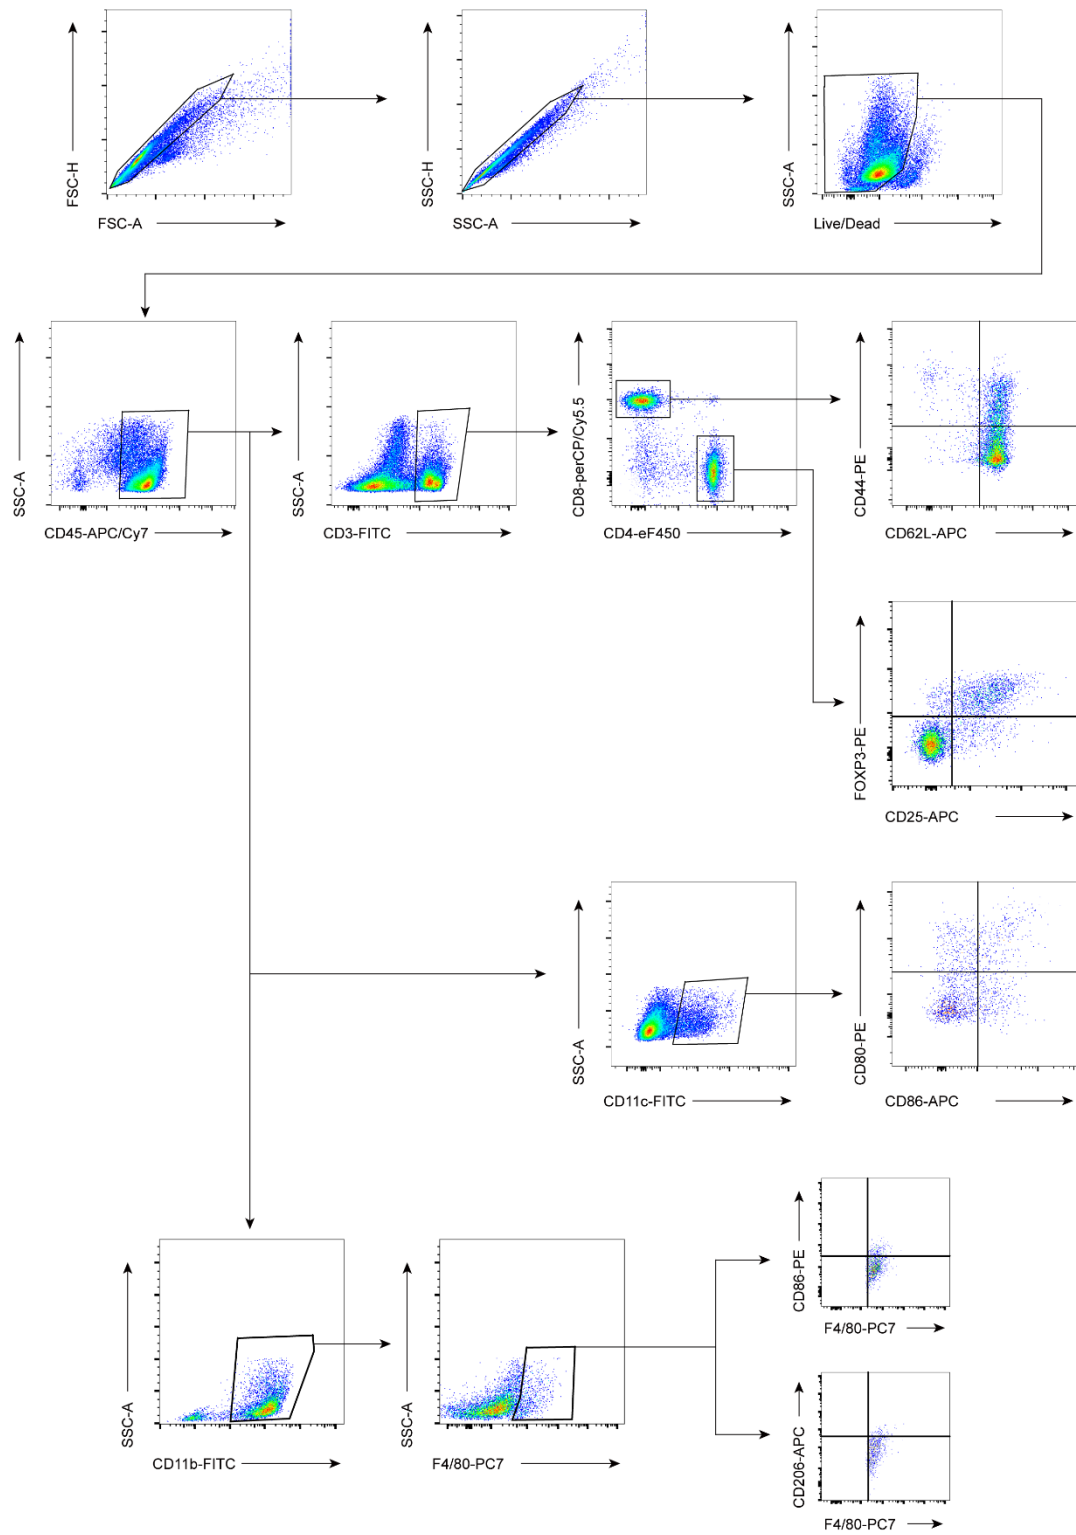 FSC-H
FSC-A
SSC-H
SSC-A
SSC-A
Live/Dead
SSC-A
CD45-APC/Cy7
SSC-A
CD3-FITC
CD8-perCP/Cy5.5
CD4-eF450
CD44-PE
CD62L-APC
FOXP3-PE
CD25-APC
SSC-A
CD11c-FITC
CD80-PE
CD86-APC
SSC-A
CD11b-FITC
SSC-A
F4/80-PC7
CD86-PE
F4/80-PC7
CD206-APC
F4/80-PC7